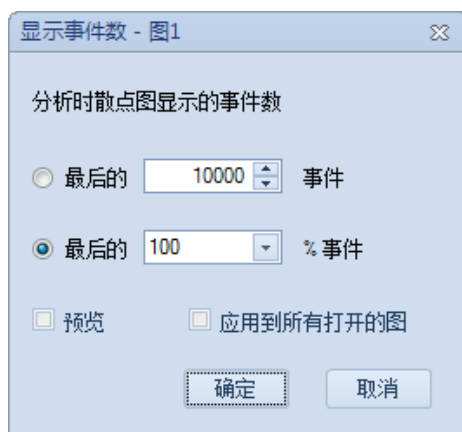 显示事件数 - 图1
分析时散点图显示的事件数
最后的 10000 事件
最后的 100 % 事件
预览 应用到所有打开的图
确定 取消